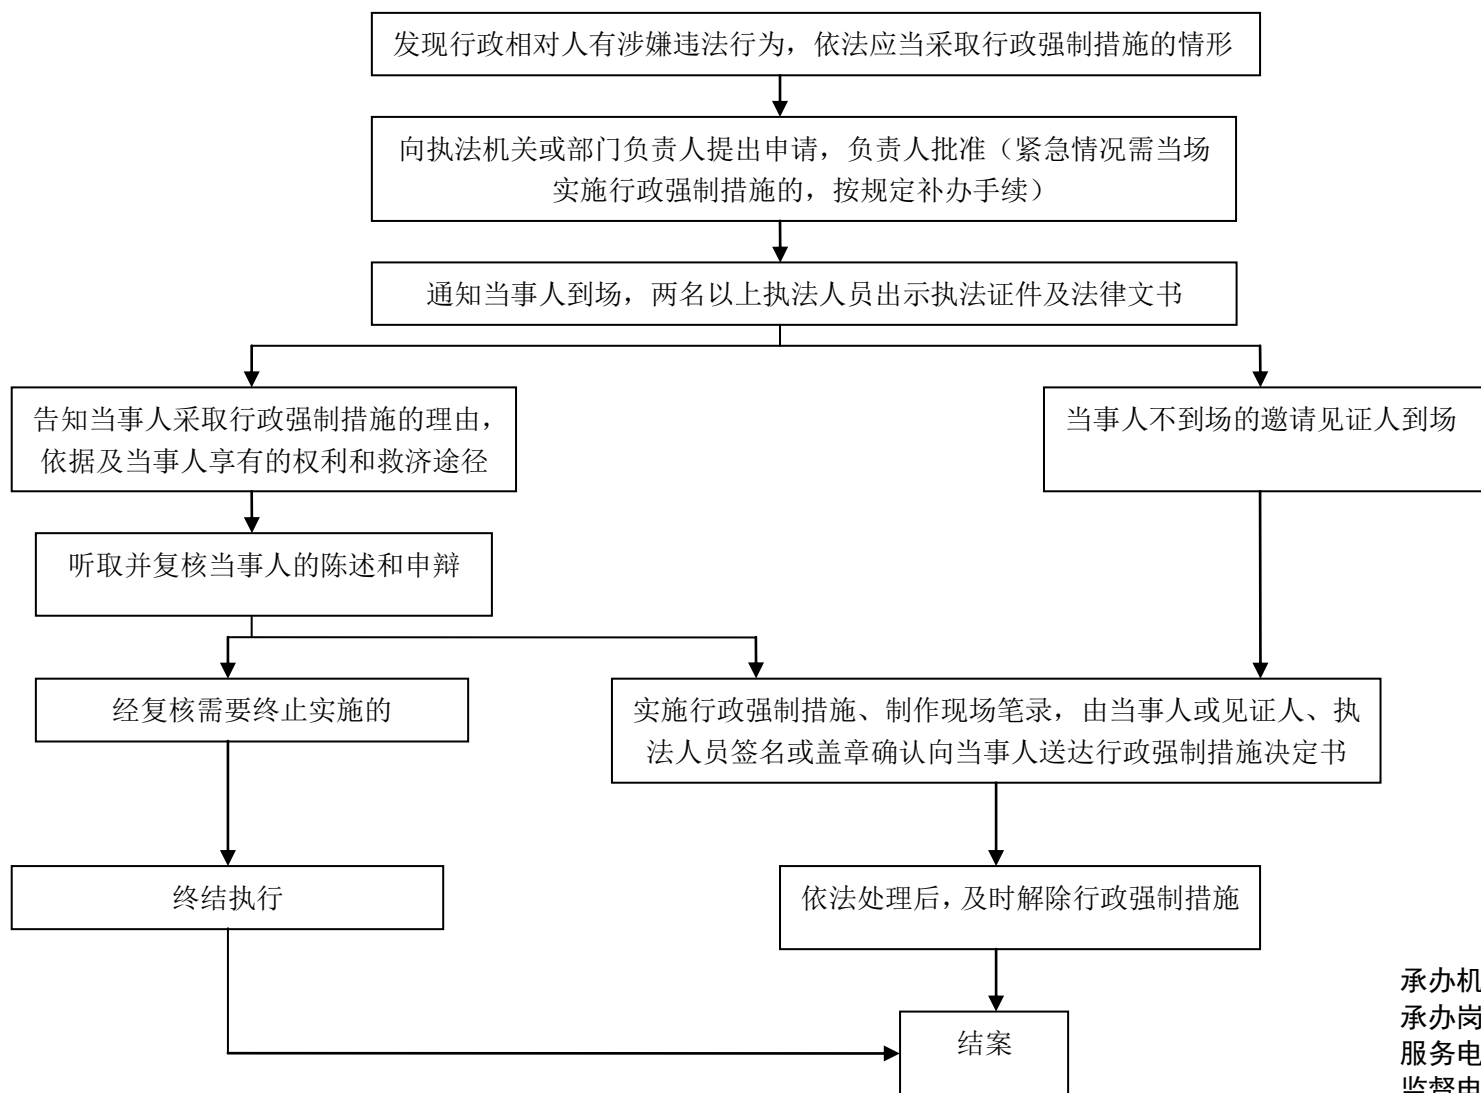 发现行政相对人有涉嫌违法行为，依法应当采取行政强制措施的情形
向执法机关或部门负责人提出申请，负责人批准（紧急情况需当场
实施行政强制措施的，按规定补办手续）
通知当事人到场，两名以上执法人员出示执法证件及法律文书
告知当事人采取行政强制措施的理由，
依据及当事人享有的权利和救济途径
当事人不到场的邀请见证人到场
听取并复核当事人的陈述和申辩
经复核需要终止实施的
实施行政强制措施、制作现场笔录，由当事人或见证人、执
法人员签名或盖章确认向当事人送达行政强制措施决定书
终结执行
依法处理后，及时解除行政强制措施
结案
承办机
承办岗
服务电
监督电